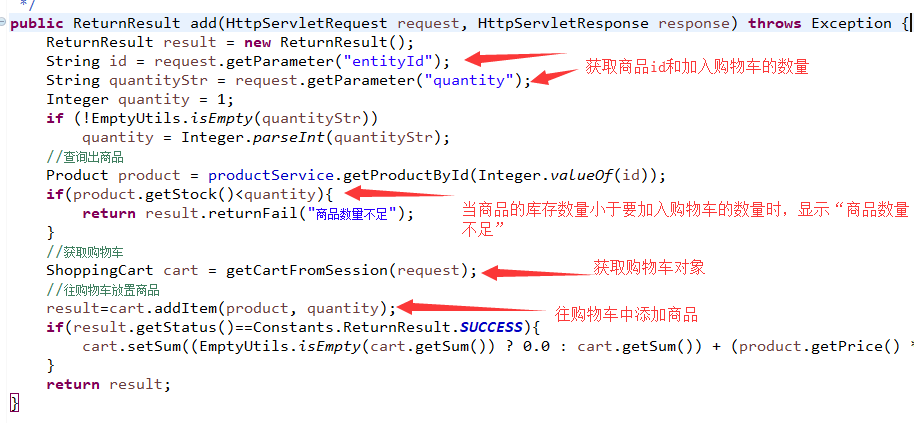 */
public ReturnResult add(HttpServletRequest request, HttpServletResponse response) throws Exception {
ReturnResult result = new ReturnResult();
String id = request.getParameter("entityId");
String quantityStr = request.getParameter("quantity");
获取商品id和加入购物车的数量
Integer quantity = 1;
if (!EmptyUtils.isEmpty(quantityStr))
quantity = Integer.parseInt(quantityStr);
//查询出商品
Product product = productService.getProductById(Integer.valueOf(id));
if(product.getStock()<quantity){
return result.returnFail("商品数量不足");
当商品的库存数量小于要加入购物车的数量时，显示“商品数量
不足”
}
//获取购物车
ShoppingCart cart = getCartFromSession(request);
获取购物车对象
//往购物车放置商品
result=cart.addItem(product, quantity);
往购物车中添加商品
if(result.getStatus()==Constants.ReturnResult.SUCCESS){
cart.setSum((EmptyUtils.isEmpty(cart.getSum()) ? 0.0 : cart.getSum()) + (product.getPrice() *
}
return result;
}